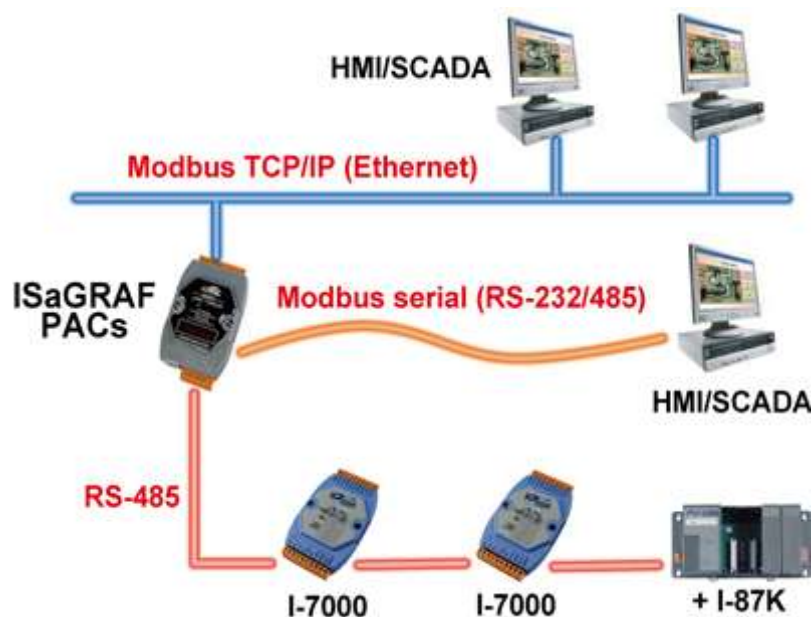 HMI/SCADA
Modbus TCP/IP (Ethernet)
ISaGRAF
PACs
Modbus serial (RS-232/485)
HMI/SCADA
RS-485
I-7000
I-7000
+ I-87K